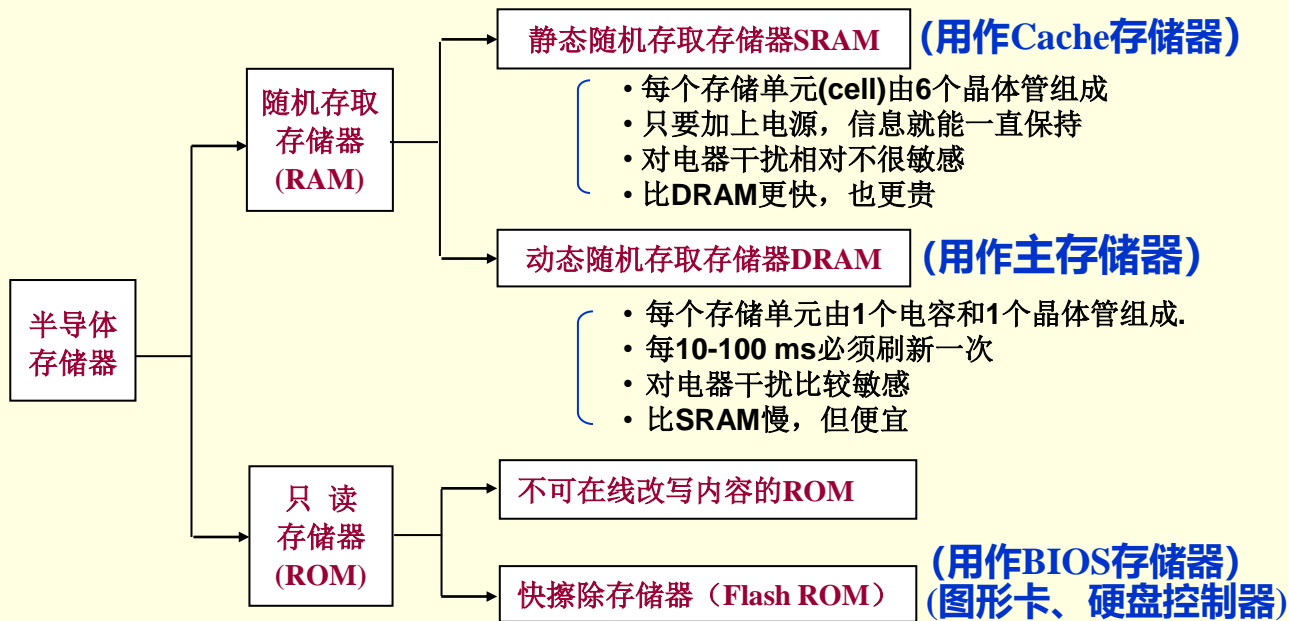 半导体
存储器
随机存取
存储器
(RAM)
静态随机存取存储器SRAM
(用作Cache存储器)
• 每个存储单元(cell)由6个晶体管组成
• 只要加上电源，信息就能一直保持
• 对电器干扰相对不很敏感
• 比DRAM更快，也更贵
动态随机存取存储器DRAM
(用作主存储器)
• 每个存储单元由1个电容和1个晶体管组成.
• 每10-100 ms必须刷新一次
• 对电器干扰比较敏感
• 比SRAM慢，但便宜
只 读
存储器
(ROM)
不可在线改写内容的ROM
快擦除存储器（Flash ROM）
(用作BIOS存储器)
(图形卡、硬盘控制器)